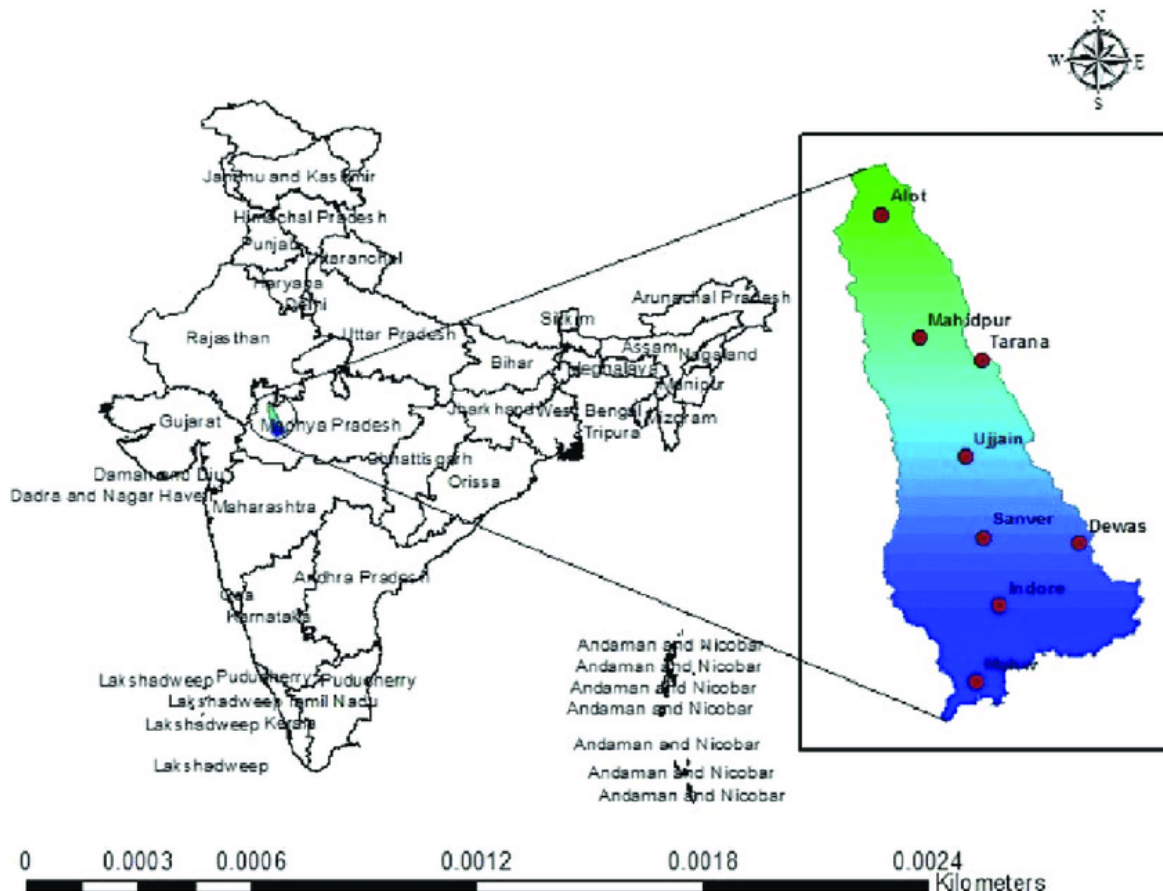 N
W E
S
Jammu and Kashmir
Himachal Pradesh
Punjab
Uttaranchal
Haryana
Delhi
Rajasthan
Uttar Pradesh
Arunachal Pradesh
Sikkim
Assam
Nagaland
Bihar
Meghalaya
Manipur
Gujarat
Madhya Pradesh
Jharkhand
West Bengal
Mizoram
Tripura
Chhattisgarh
Daman and Diu
Orissa
Dadra and Nagar Haveli
Maharashtra
Andhra Pradesh
Goa
Karnataka
Andaman and Nicobar
Andaman and Nicobar
Andaman and Nicobar
Andaman and Nicobar
Andaman and Nicobar
Andaman and Nicobar
Andaman and Nicobar
Lakshadweep
Puducherry
Puducherry
Lakshadweep
Tamil Nadu
Lakshadweep
Kerala
Lakshadweep
Alot
Mahidpur
Tarana
Ujjain
Sanver
Dewas
Indore
0 0.0003 0.0006 0.0012 0.0018 0.0024
Kilometers